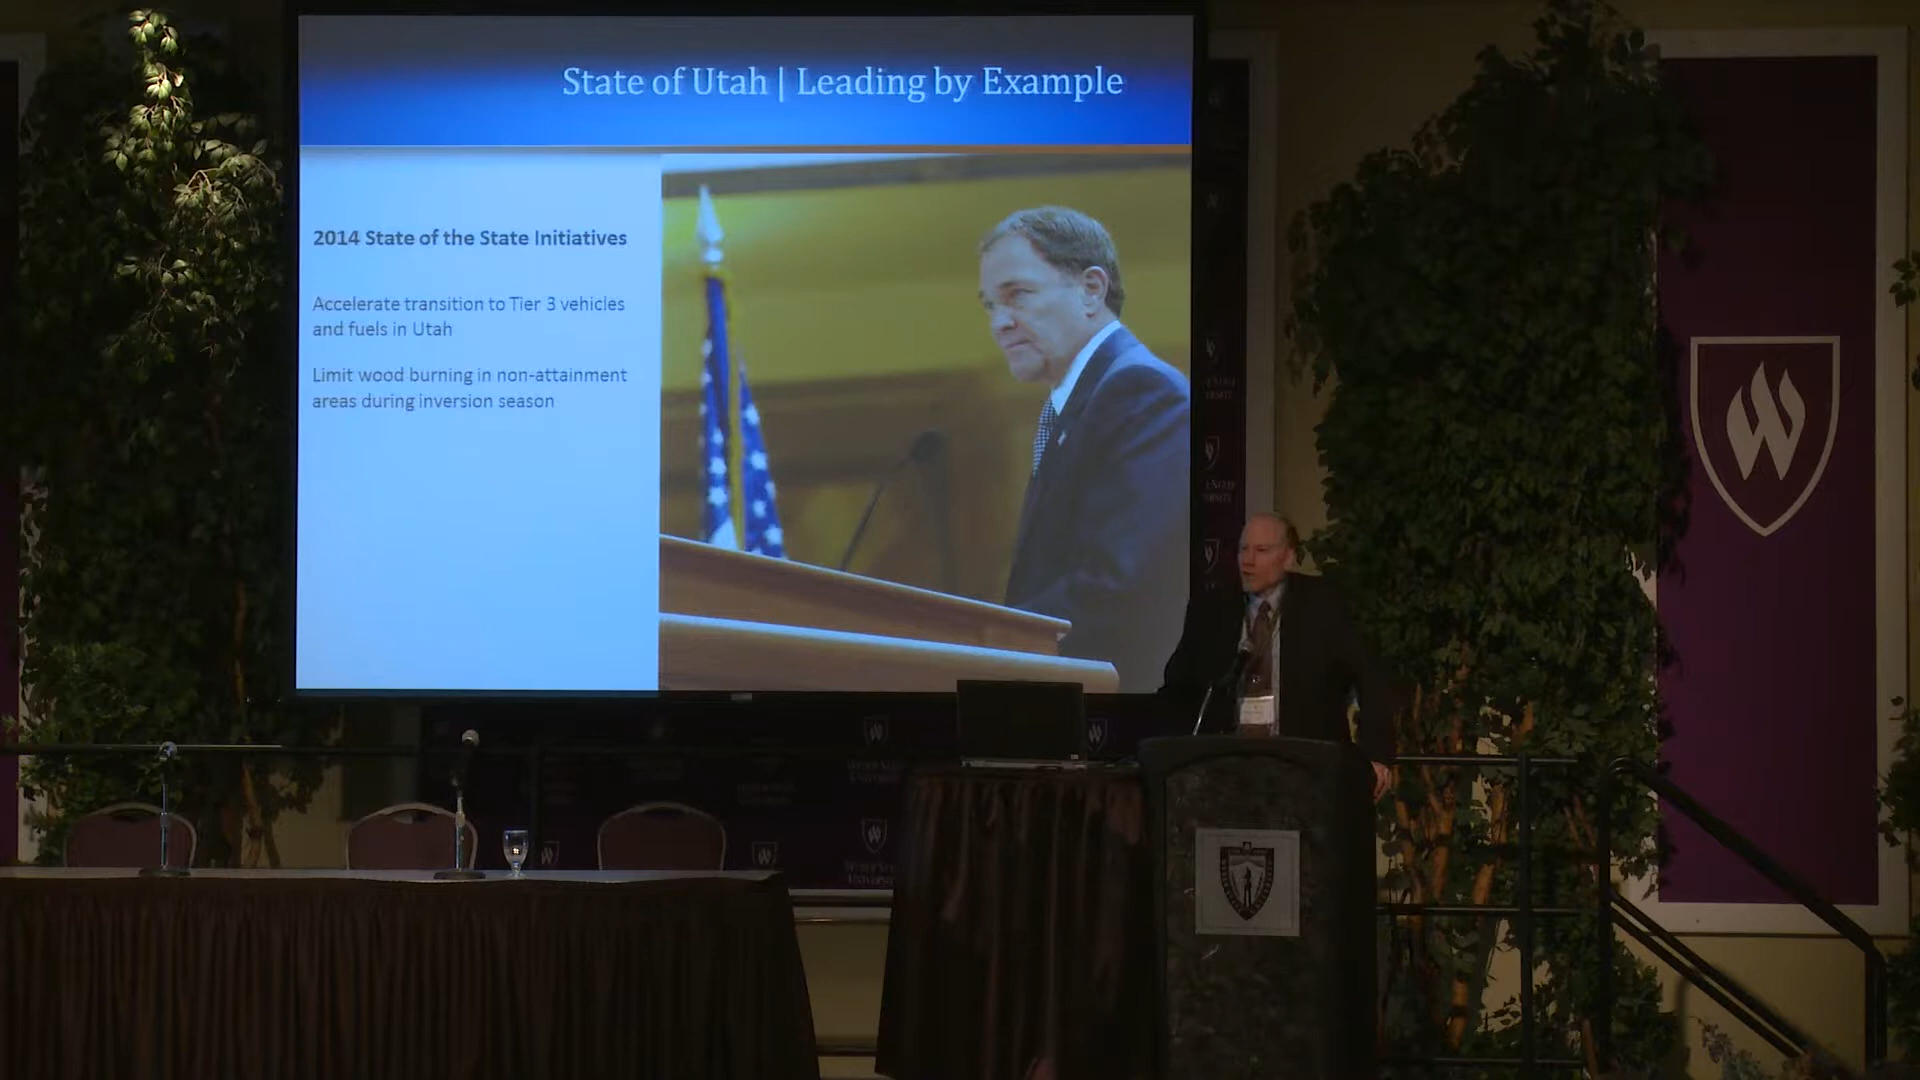 State of Utah | Leading by Example
2014 State of the State Initiatives
Accelerate transition to Tier 3 vehicles
and fuels in Utah
Limit wood burning in non-attainment
areas during inversion season